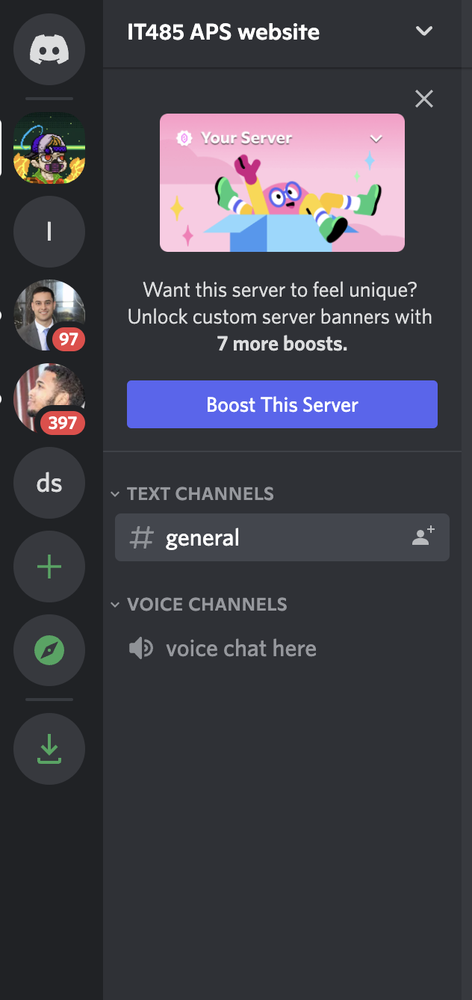 IT485 APS website
Your Server
I
97
Want this server to feel unique?
Unlock custom server banners with
7 more boosts.
397
Boost This Server
ds
TEXT CHANNELS
general
VOICE CHANNELS
voice chat here